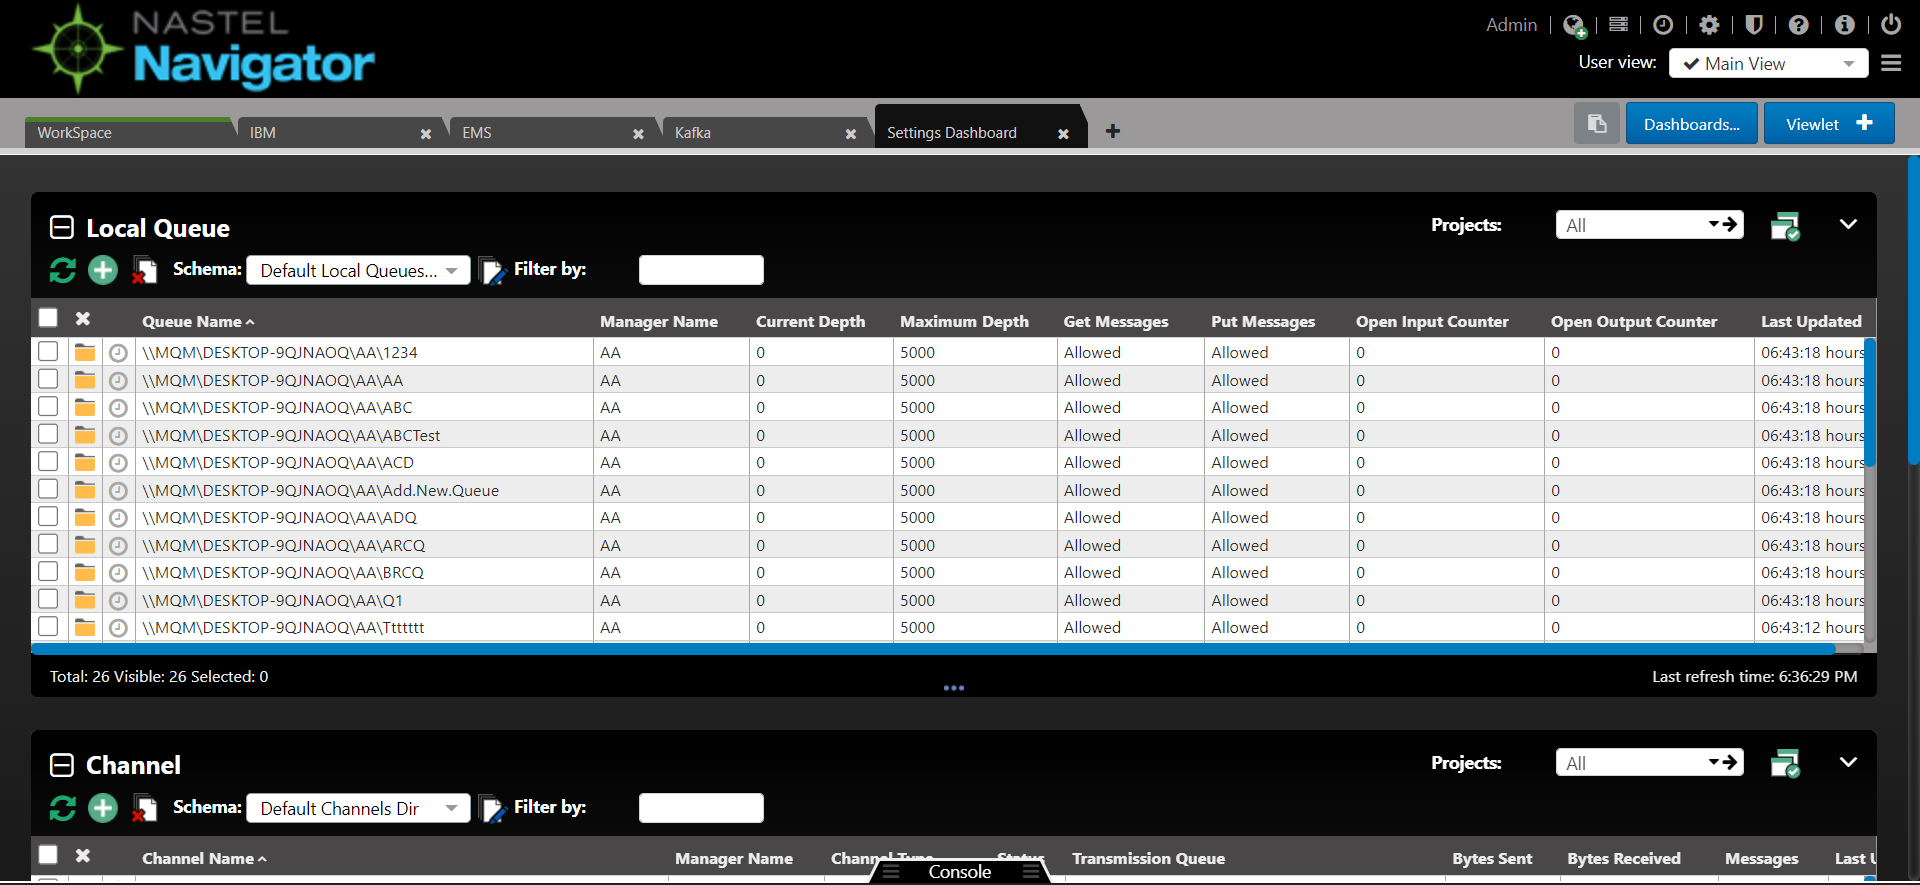 NASTEL
Navigator
Admin
User view: Main View
WorkSpace IBM EMS Kafka Settings Dashboard
Dashboards... Viewlet
Local Queue
Projects: All
Schema: Default Local Queues... Filter by:
Queue Name Manager Name Current Depth Maximum Depth Get Messages Put Messages Open Input Counter Open Output Counter Last Updated
\\MQM\DESKTOP-9QJNAOQ\AA\1234 AA 0 5000 Allowed Allowed 0 0 06:43:18 hours
\\MQM\DESKTOP-9QJNAOQ\AA\AA AA 0 5000 Allowed Allowed 0 0 06:43:18 hours
\\MQM\DESKTOP-9QJNAOQ\AA\ABC AA 0 5000 Allowed Allowed 0 0 06:43:18 hours
\\MQM\DESKTOP-9QJNAOQ\AA\ABCTest AA 0 5000 Allowed Allowed 0 0 06:43:18 hours
\\MQM\DESKTOP-9QJNAOQ\AA\ACD AA 0 5000 Allowed Allowed 0 0 06:43:18 hours
\\MQM\DESKTOP-9QJNAOQ\AA\Add.New.Queue AA 0 5000 Allowed Allowed 0 0 06:43:18 hours
\\MQM\DESKTOP-9QJNAOQ\AA\ADQ AA 0 5000 Allowed Allowed 0 0 06:43:18 hours
\\MQM\DESKTOP-9QJNAOQ\AA\ARCQ AA 0 5000 Allowed Allowed 0 0 06:43:18 hours
\\MQM\DESKTOP-9QJNAOQ\AA\BRCQ AA 0 5000 Allowed Allowed 0 0 06:43:18 hours
\\MQM\DESKTOP-9QJNAOQ\AA\Q1 AA 0 5000 Allowed Allowed 0 0 06:43:18 hours
\\MQM\DESKTOP-9QJNAOQ\AA\Ttttttt AA 0 5000 Allowed Allowed 0 0 06:43:12 hours
Total: 26 Visible: 26 Selected: 0 Last refresh time: 6:36:29 PM
Channel
Projects: All
Schema: Default Channels Dir Filter by:
Channel Name Manager Name Channel Type Status Transmission Queue Bytes Sent Bytes Received Messages Last
Console